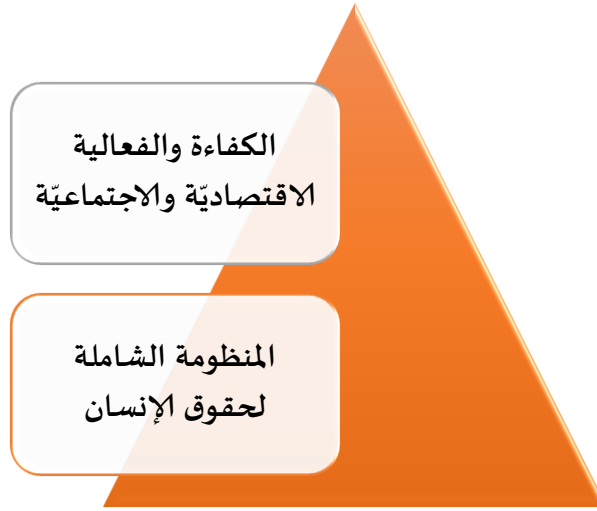 الكفاءة والفعالية
الاقتصاديّة والاجتماعيّة
المنظومة الشاملة
لحقوق الإنسان